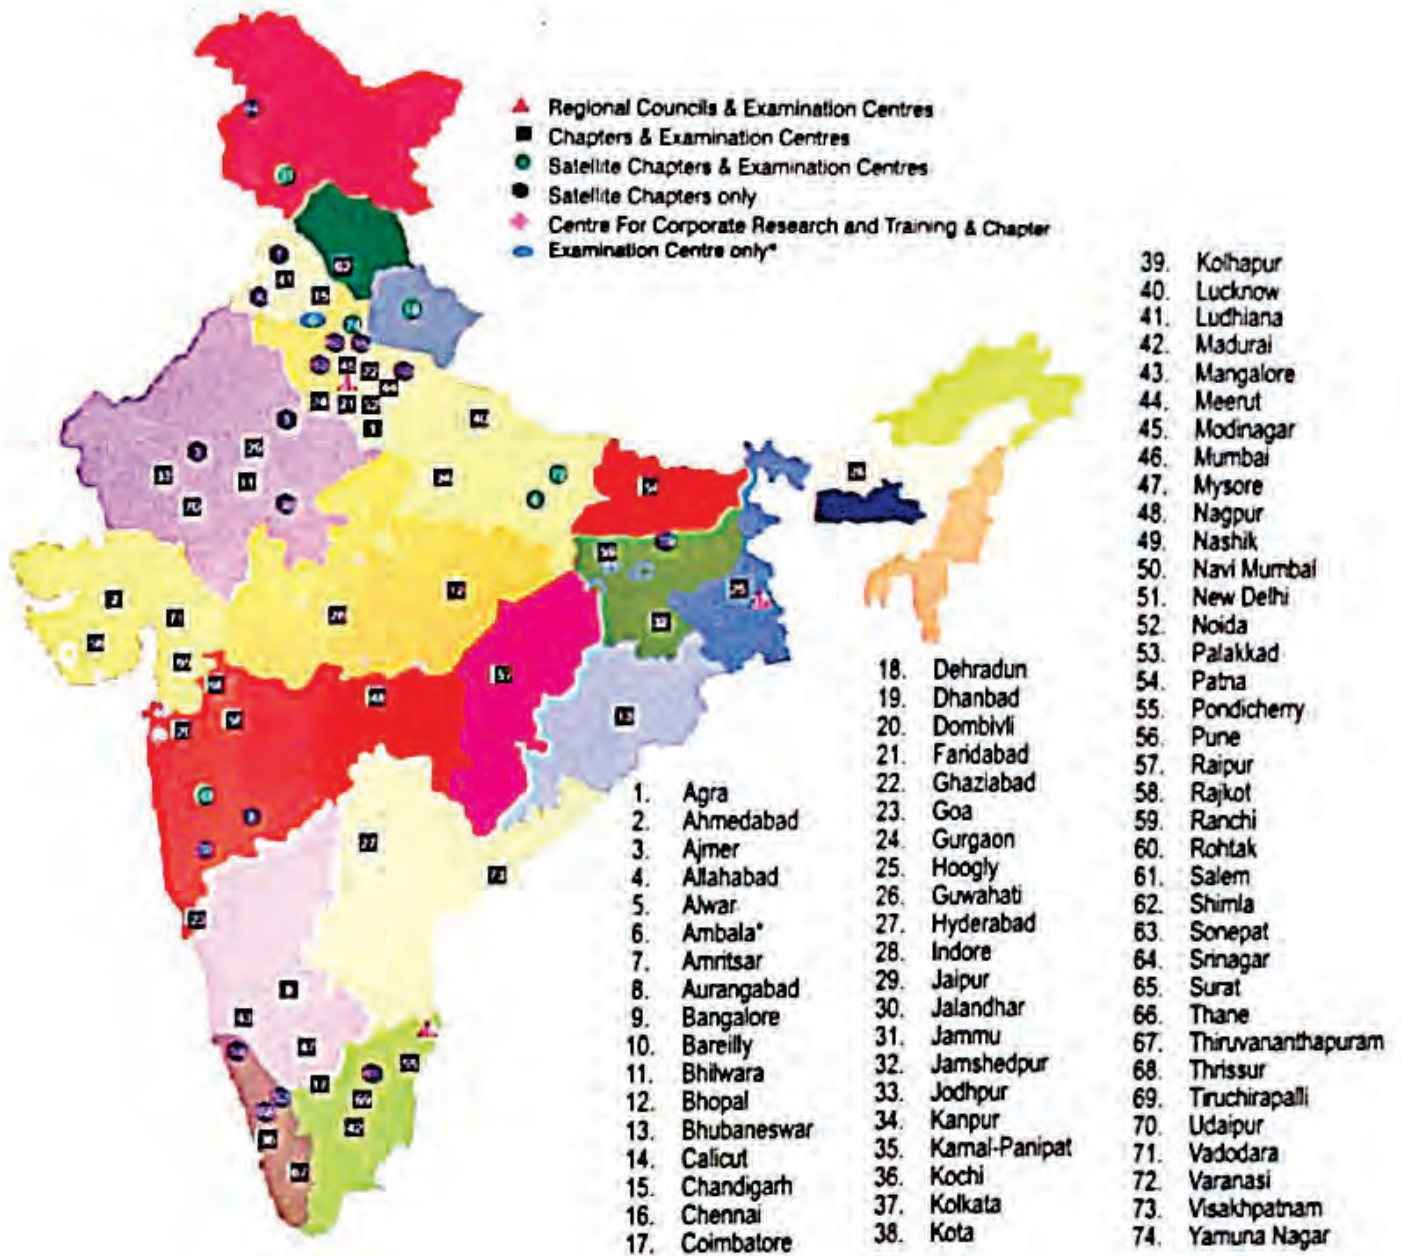 Regional Councils & Examination Centres
Chapters & Examination Centres
Satellite Chapters & Examination Centres
Satellite Chapters only
Centre For Corporate Research and Training & Chapter
Examination Centre only*
1. Agra
2. Ahmedabad
3. Ajmer
4. Allahabad
5. Alwar
6. Ambala*
7. Amritsar
8. Aurangabad
9. Bangalore
10. Bareilly
11. Bhilwara
12. Bhopal
13. Bhubaneswar
14. Calicut
15. Chandigarh
16. Chennai
17. Coimbatore
18. Dehradun
19. Dhanbad
20. Dombivli
21. Faridabad
22. Ghaziabad
23. Goa
24. Gurgaon
25. Hoogly
26. Guwahati
27. Hyderabad
28. Indore
29. Jaipur
30. Jalandhar
31. Jammu
32. Jamshedpur
33. Jodhpur
34. Kanpur
35. Karnal-Panipat
36. Kochi
37. Kolkata
38. Kota
39. Kolhapur
40. Lucknow
41. Ludhiana
42. Madurai
43. Mangalore
44. Meerut
45. Modinagar
46. Mumbai
47. Mysore
48. Nagpur
49. Nashik
50. Navi Mumbai
51. New Delhi
52. Noida
53. Palakkad
54. Patna
55. Pondicherry
56. Pune
57. Raipur
58. Rajkot
59. Ranchi
60. Rohtak
61. Salem
62. Shimla
63. Sonepat
64. Srinagar
65. Surat
66. Thane
67. Thiruvananthapuram
68. Thrissur
69. Tiruchirapalli
70. Udaipur
71. Vadodara
72. Varanasi
73. Visakhpatnam
74. Yamuna Nagar